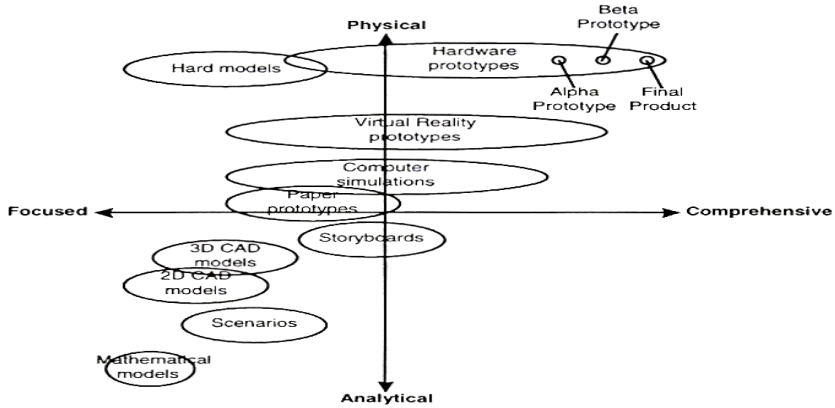 Beta
Prototype
Physical
Hardware
prototypes
Hard models
Alpha
Prototype
Final
Product
Virtual Reality
prototypes
Computer
simulations
Paper
prototypes
Focused
Comprehensive
Storyboards
3D CAD
models
2D CAD
models
Scenarios
Mathematical
models
Analytical